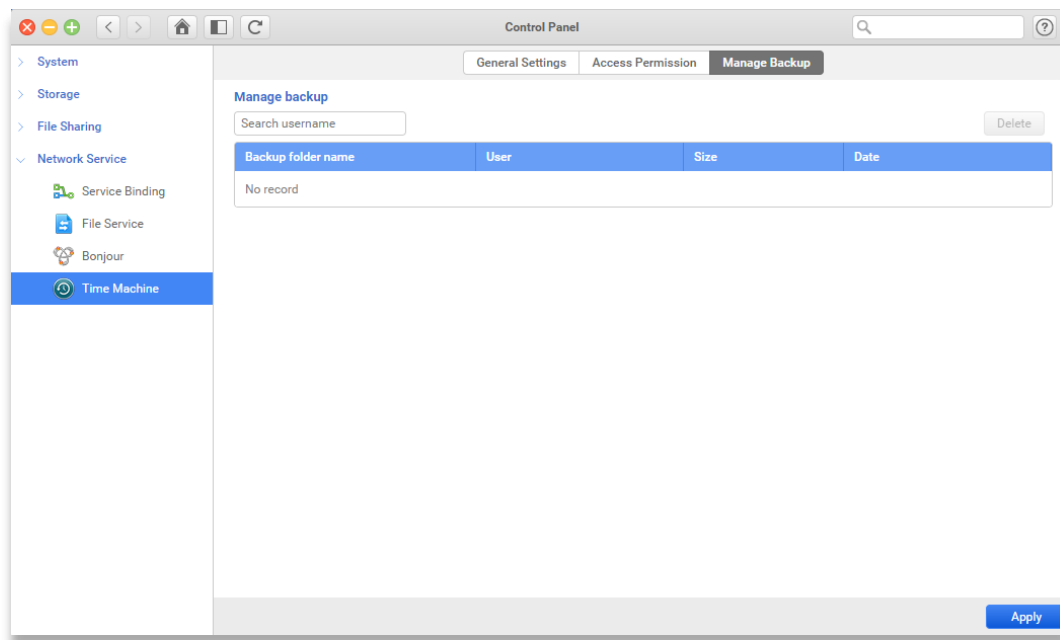 Control Panel
?
System
Storage
File Sharing
Network Service
Service Binding
File Service
Bonjour
Time Machine
General Settings Access Permission Manage Backup
Manage backup
Search username
Delete
Backup folder name User Size Date
No record
Apply